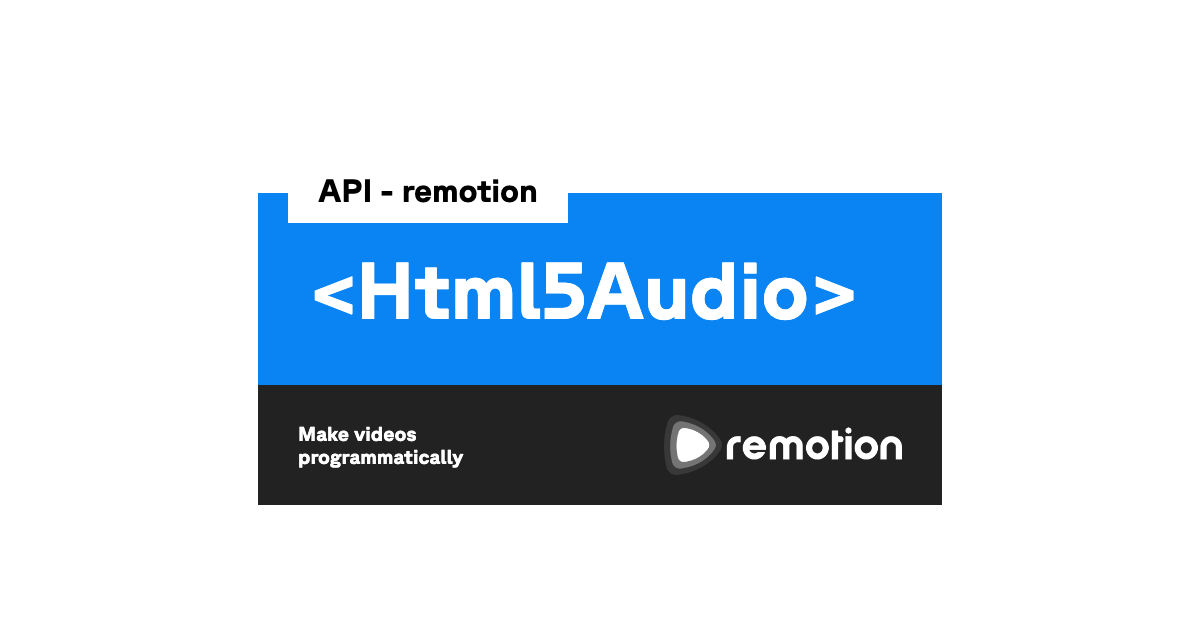 API - remotion
<Html5Audio>
Make videos
programmatically
remotion